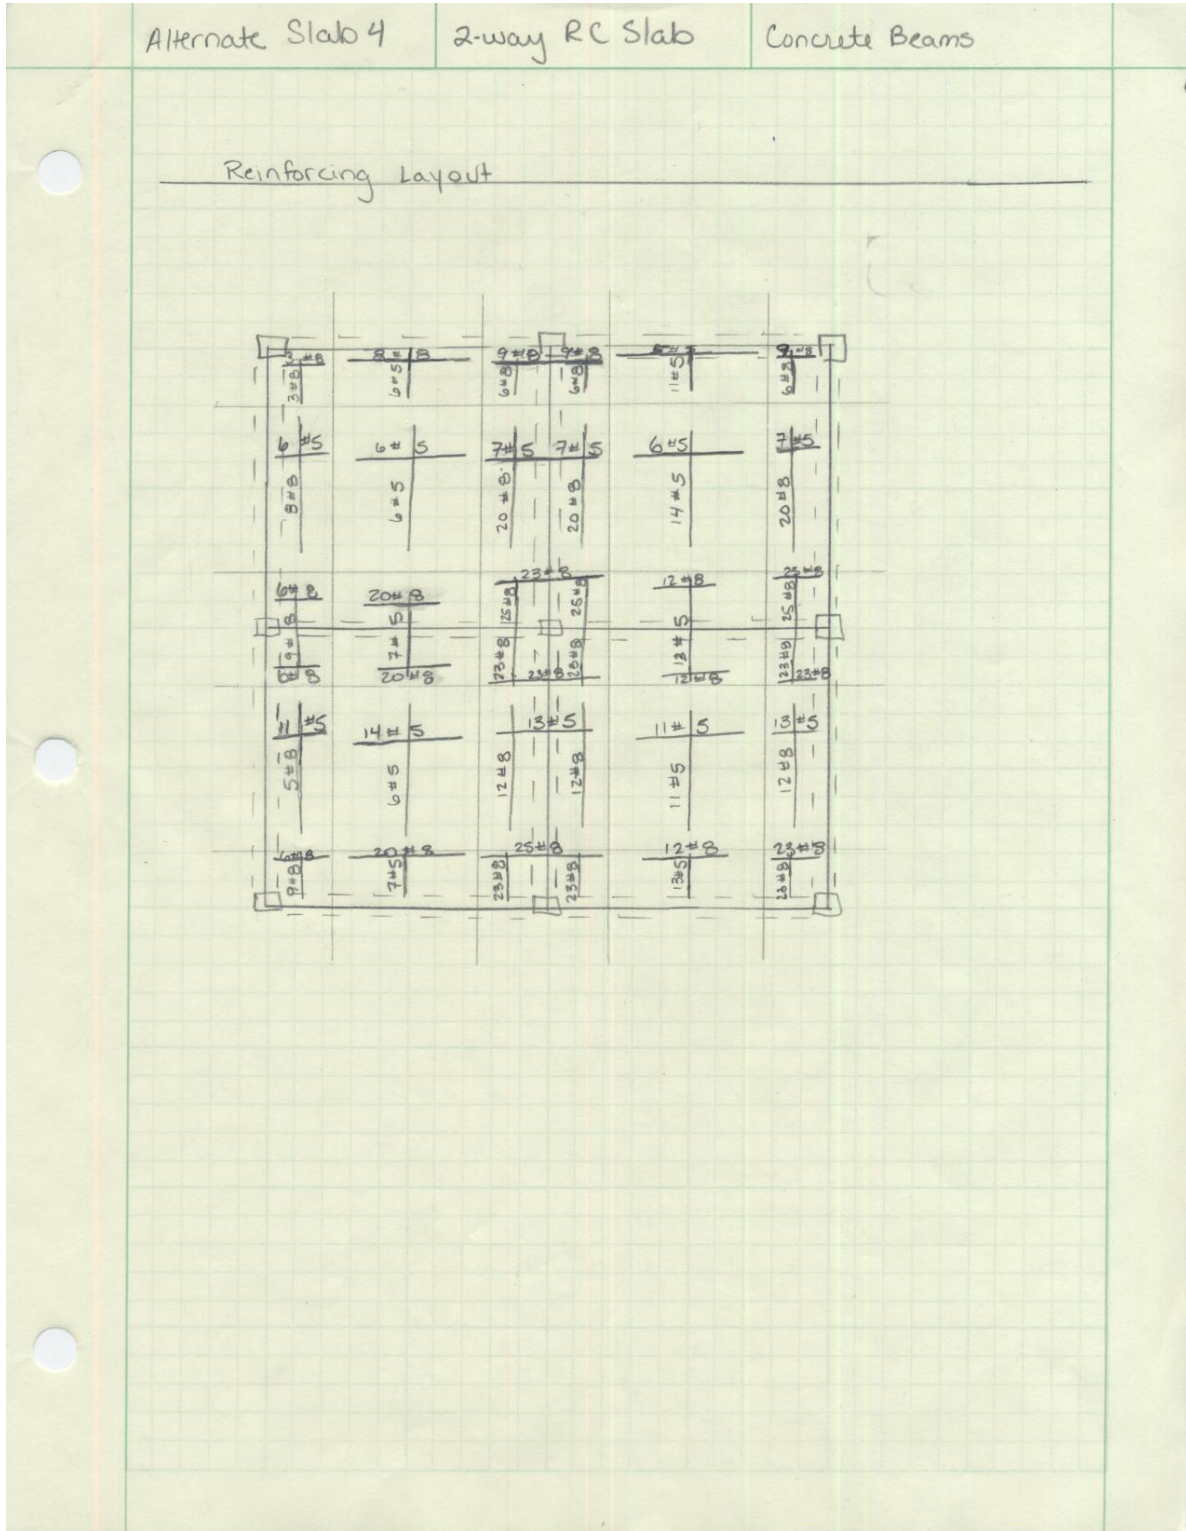 Alternate Slab 4 2-way RC Slab Concrete Beams
Reinforcing Layout
3 #8 8 # 8 9 #8 9 # 8
3 #8 6 #5 6 #8 6 #8 11 #5 6 #8
6 #5 6 # 5 7 # 5 7 # 5 6 #5 7 #5
8 #8 6 #5 20 #8 20 #8 14 #5 20 #8
23 #8 23 #8
6 # 8 20 # 8 12 #8
25 #8 25 #8 25 #8
9 # 8 7 # 5 23 #8 23 #8 13 # 5 23 #8
6 # 8 20 #8 23 #8 12 #8 23 #8
11 #5 14 # 5 13 #5 11 # 5 13 #5
5 #8 6 #5 12 #8 12 #8 11 #5 12 #8
6 #8 20 #8 25 #8 12 #8 23 #8
9 #8 7 #5 23 #8 23 #8 13 #5 23 #8